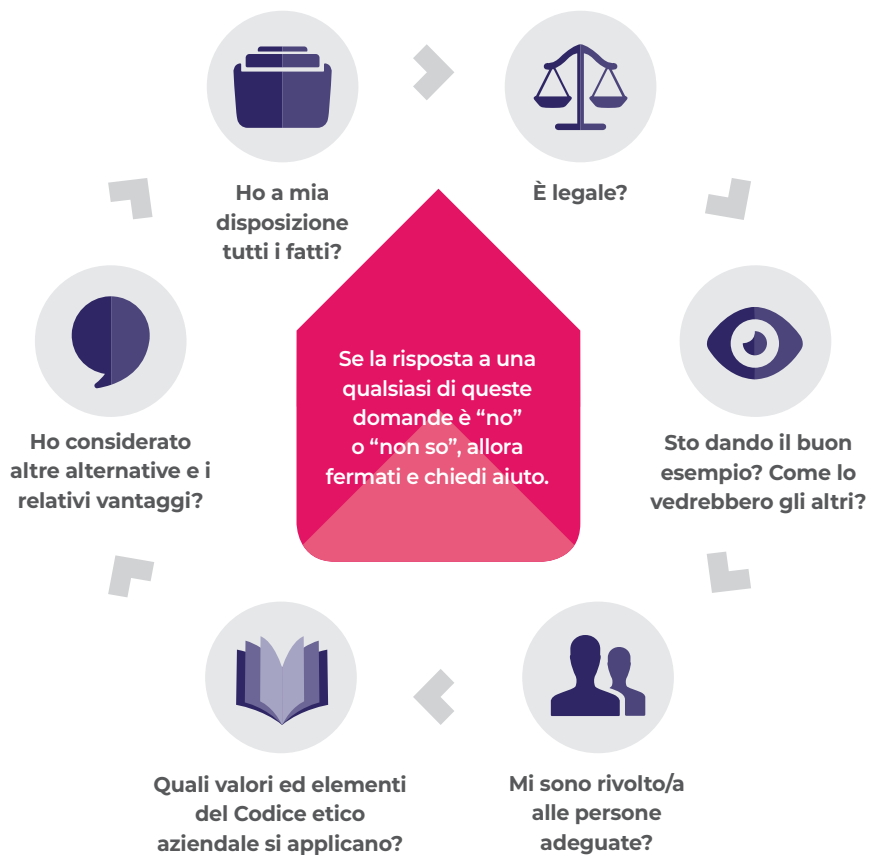 Ho a mia
disposizione
tutti i fatti?
È legale?
Sto dando il buon
esempio? Come lo
vedrebbero gli altri?
Mi sono rivolto/a
alle persone
adeguate?
Quali valori ed elementi
del Codice etico
aziendale si applicano?
Ho considerato
altre alternative e i
relativi vantaggi?
Se la risposta a una
qualsiasi di queste
domande è “no”
o “non so”, allora
fermati e chiedi aiuto.